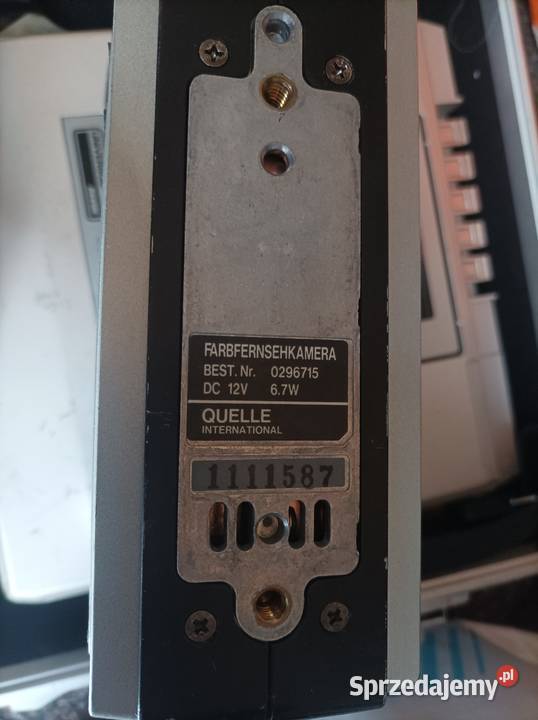 FARBFERNSEHKAMERA
BEST. Nr. 0296715
DC 12V 6.7W
QUELLE
INTERNATIONAL
1111587
Sprzedajemy.pl